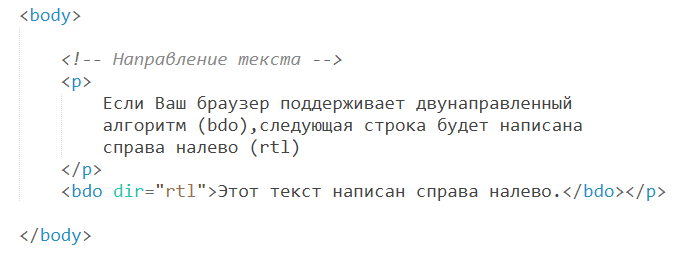 <body>
<!-- Направление текста -->
<p>
Если Ваш браузер поддерживает двунаправленный
алгоритм (bdo),следующая строка будет написана
справа налево (rtl)
</p>
<bdo dir="rtl">Этот текст написан справа налево.</bdo></p>
</body>